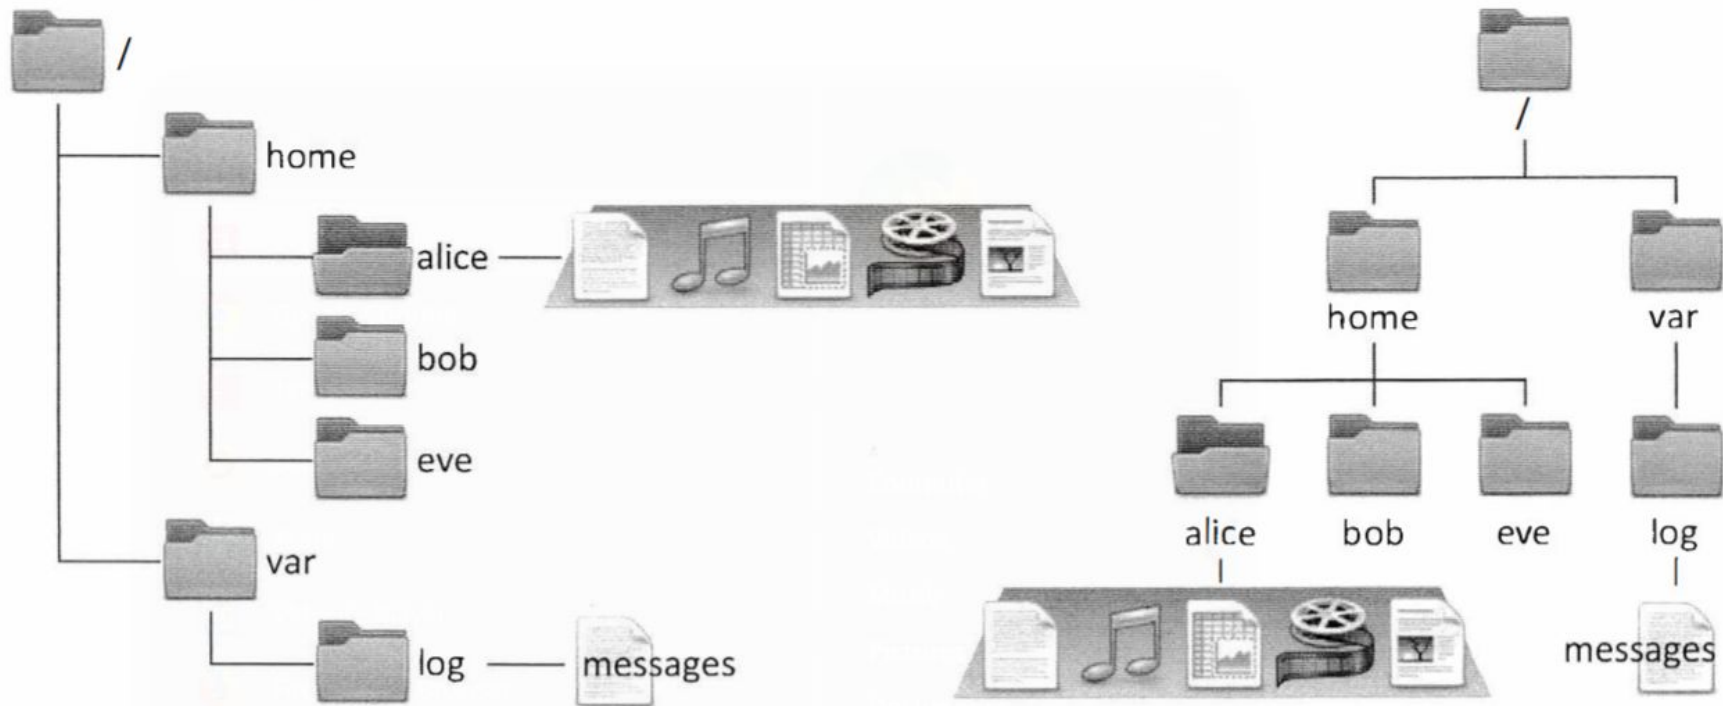 /
home
alice
bob
eve
var
log
messages
/
home
var
alice
bob
eve
log
messages